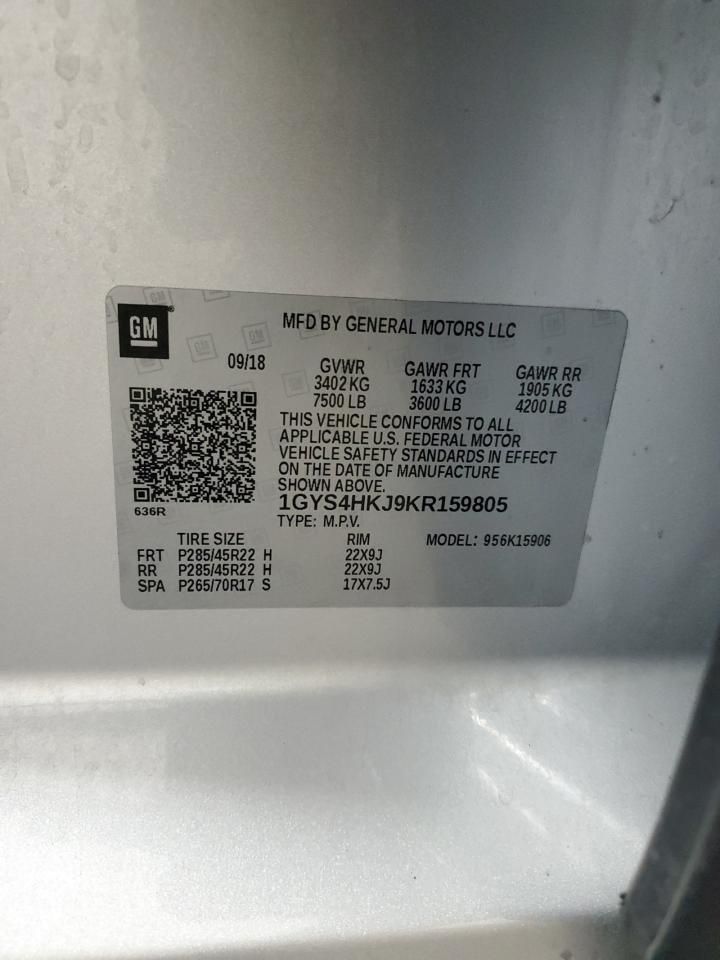 GM
MFD BY GENERAL MOTORS LLC
09/18 GVWR GAWR FRT GAWR RR
3402 KG 1633 KG 1905 KG
7500 LB 3600 LB 4200 LB
THIS VEHICLE CONFORMS TO ALL
APPLICABLE U.S. FEDERAL MOTOR
VEHICLE SAFETY STANDARDS IN EFFECT
ON THE DATE OF MANUFACTURE
SHOWN ABOVE.
636R
1GYS4HKJ9KR159805
TYPE: M.P.V.
TIRE SIZE RIM MODEL: 956K15906
FRT P285/45R22 H 22X9J
RR P285/45R22 H 22X9J
SPA P265/70R17 S 17X7.5J